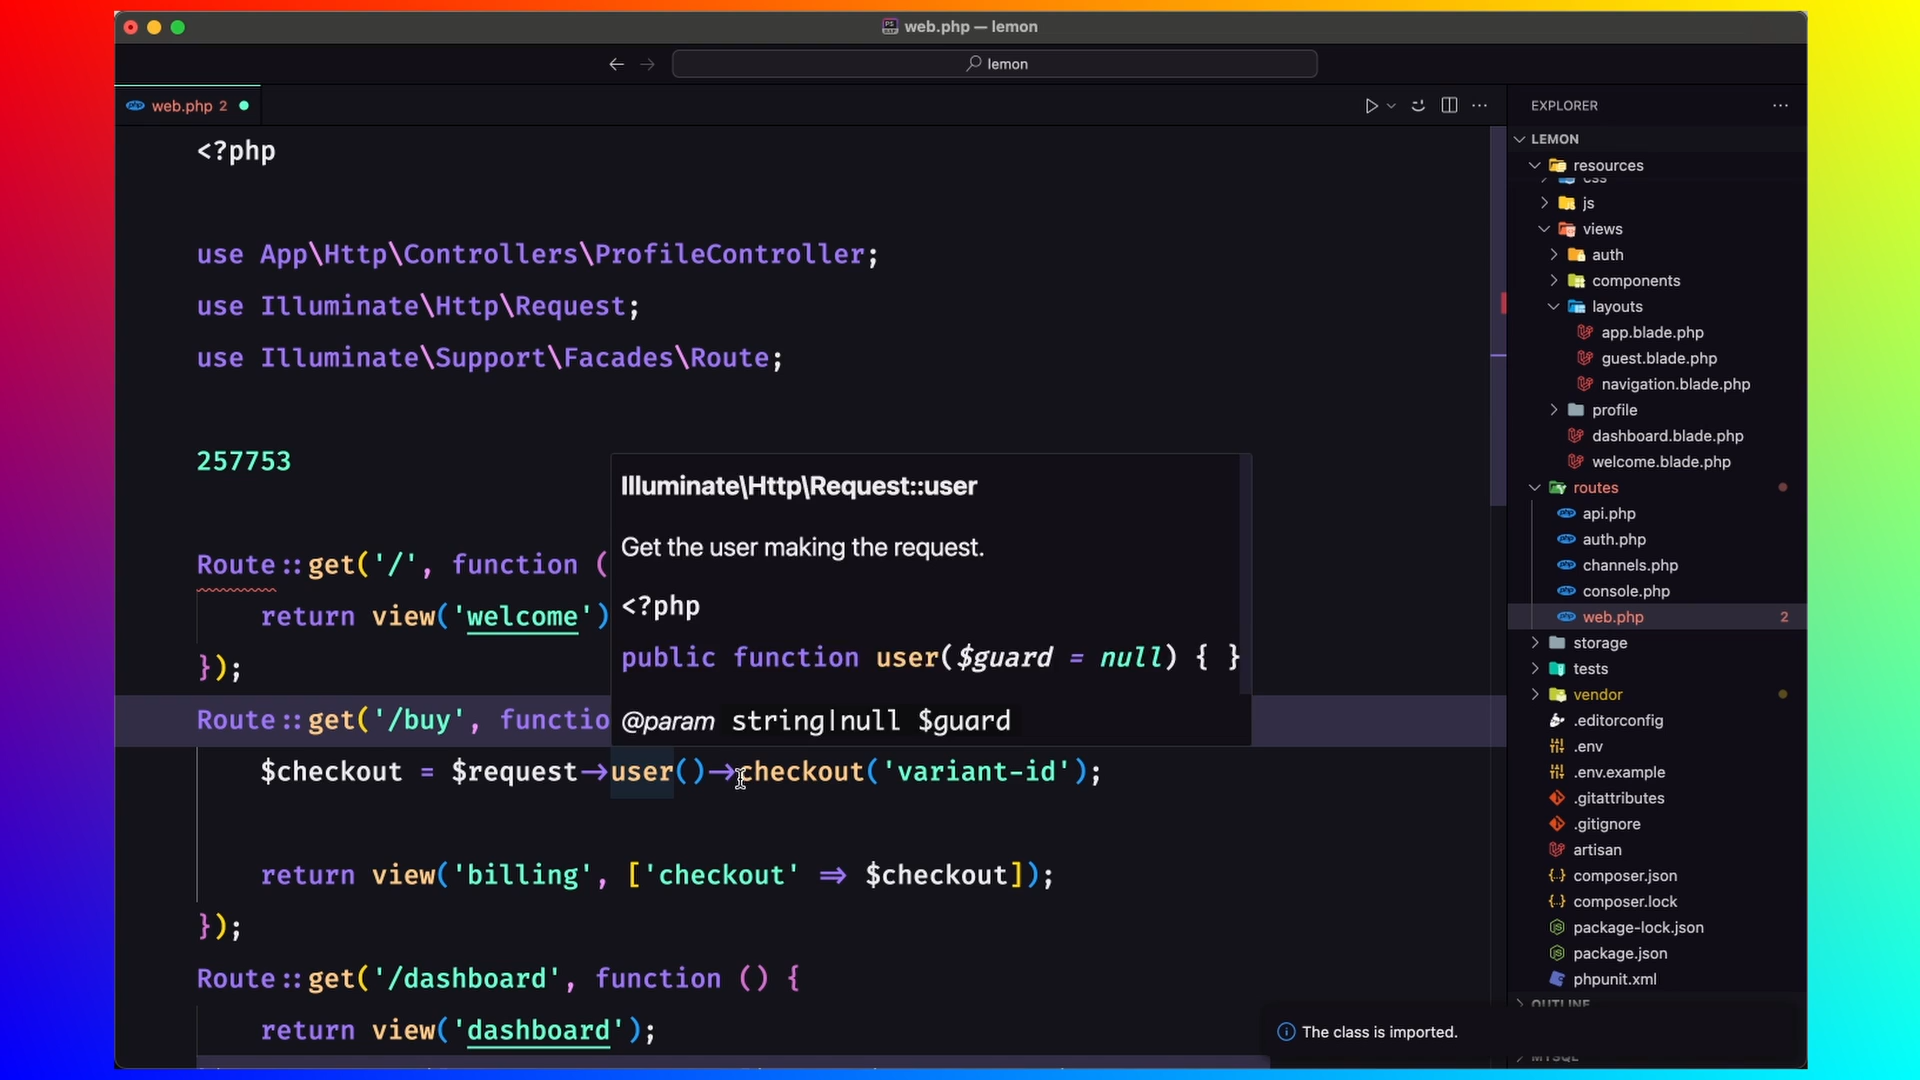 web.php — lemon
lemon
web.php 2
EXPLORER
<?php
LEMON
resources
css
use App\Http\Controllers\ProfileController;
js
use Illuminate\Http\Request;
views
use Illuminate\Support\Facades\Route;
auth
components
layouts
app.blade.php
guest.blade.php
navigation.blade.php
profile
dashboard.blade.php
welcome.blade.php
257753
Illuminate\Http\Request::user
Get the user making the request.
<?php
public function user($guard = null) { }
@param string|null $guard
Route::get('/', function (
return view('welcome')
});
Route::get('/buy', functio
$checkout = $request->user()->checkout('variant-id');
return view('billing', ['checkout' => $checkout]);
});
Route::get('/dashboard', function () {
return view('dashboard');
routes
api.php
auth.php
channels.php
console.php
web.php 2
storage
tests
vendor
.editorconfig
.env
.env.example
.gitattributes
.gitignore
artisan
composer.json
composer.lock
package-lock.json
package.json
phpunit.xml
OUTLINE
The class is imported.
MYSQL